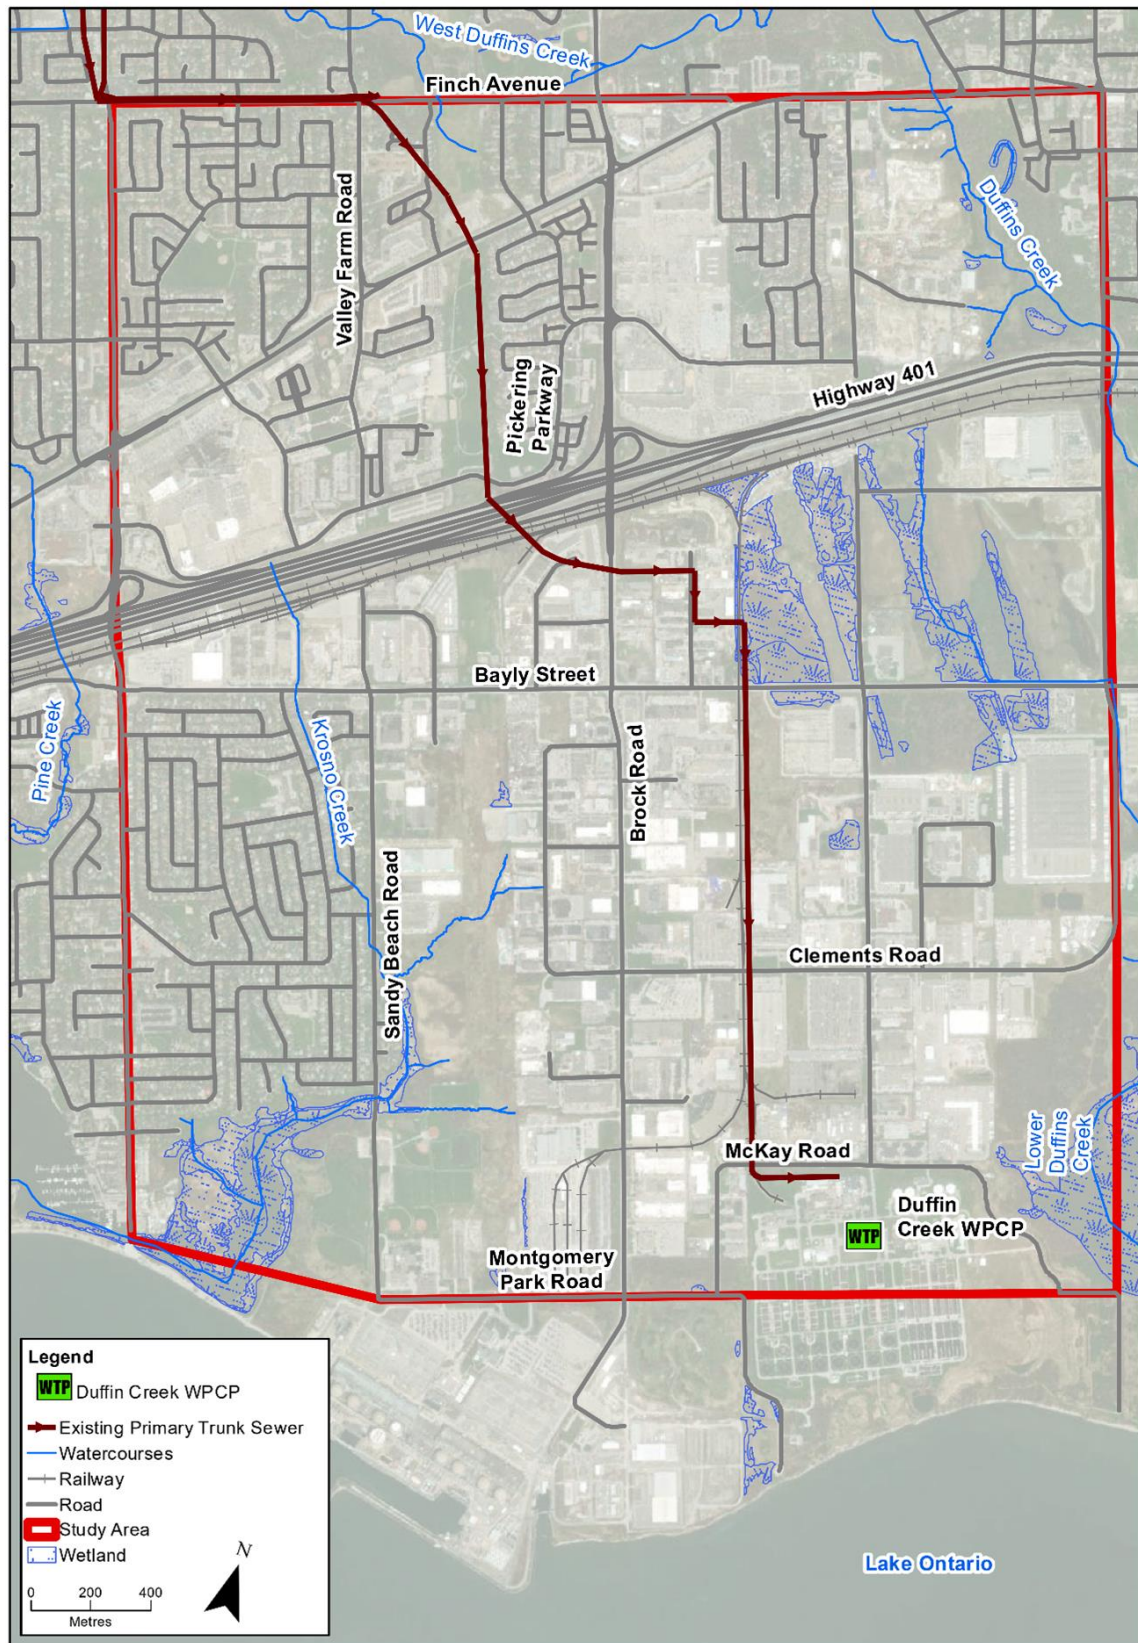 West Duffins Creek
Finch Avenue
Valley Farm Road
Duffins Creek
Pickering
Parkway
Highway 401
Bayly Street
Pine Creek
Krosno Creek
Brock Road
Sandy Beach Road
Clements Road
McKay Road
Lower
Duffins
Creek
Duffin
Creek WPCP
WTP
Montgomery
Park Road
Lake Ontario
Legend
WTP Duffin Creek WPCP
Existing Primary Trunk Sewer
Watercourses
Railway
Road
Study Area
Wetland
N
0 200 400
Metres